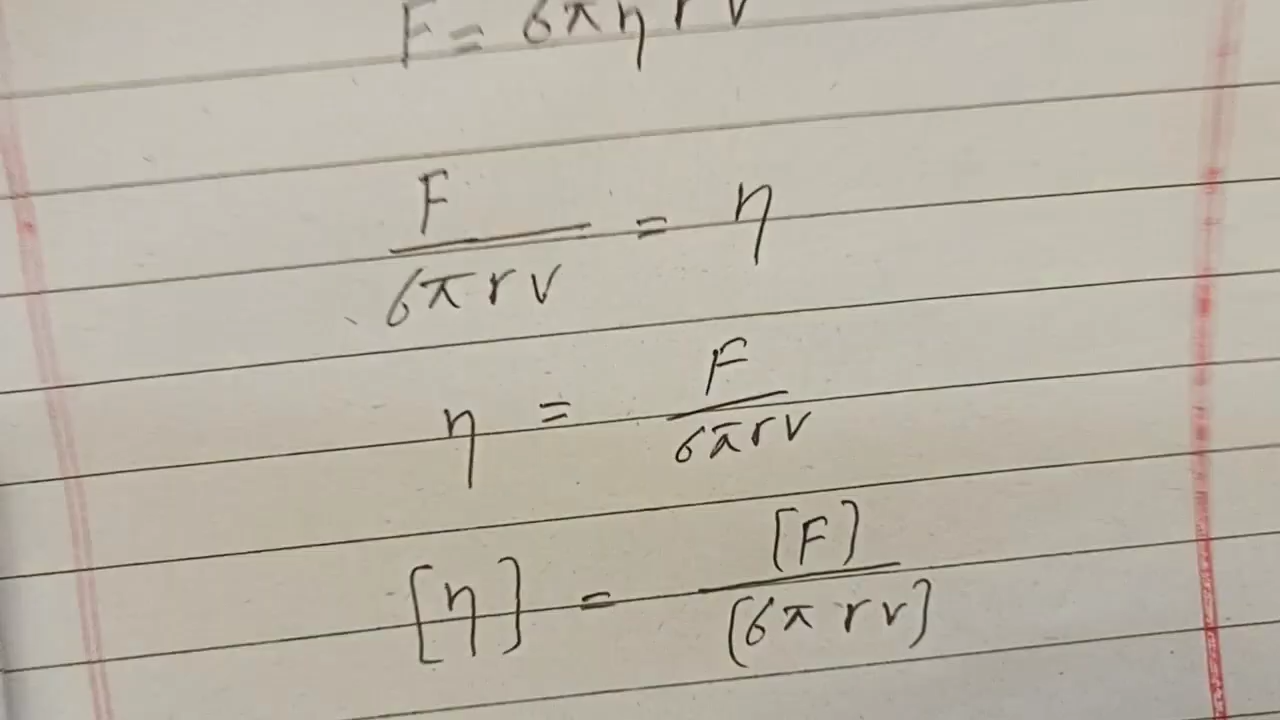 F = 6πηrv
F / 6πrv = η
η = F / 6πrv
[η] = [F] / [6πrv]